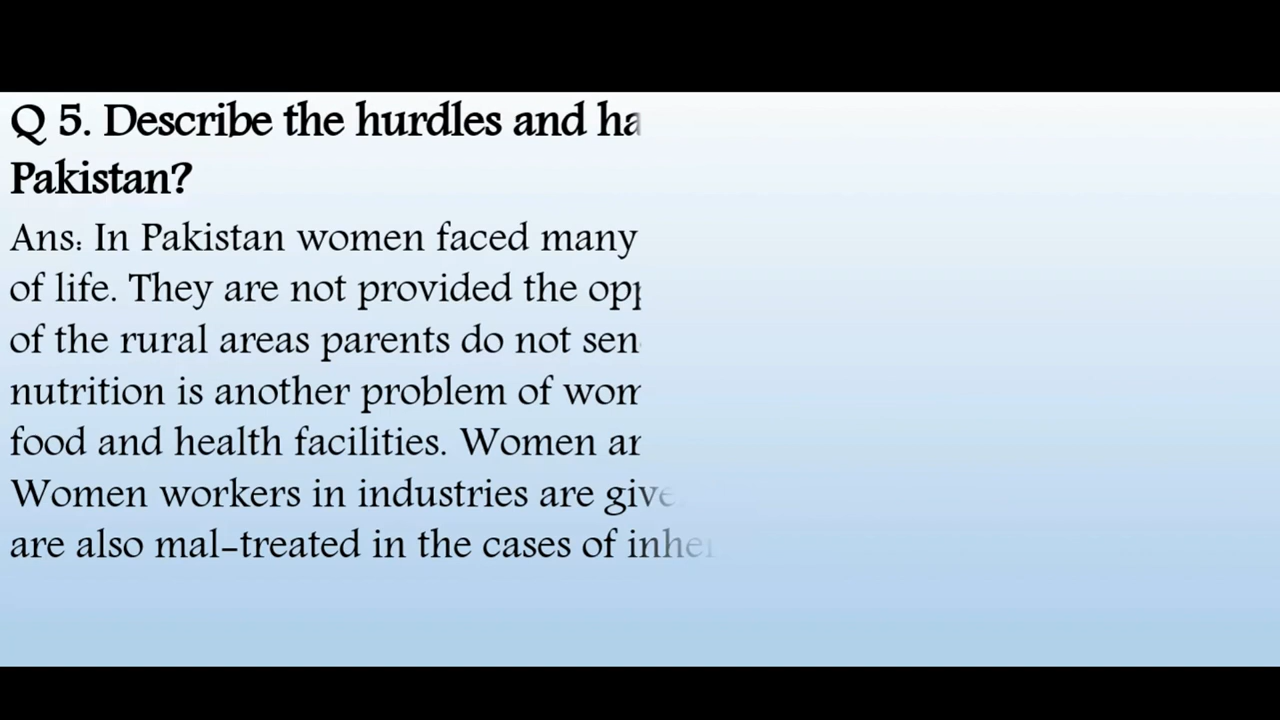 Q 5. Describe the hurdles and
Pakistan?
Ans: In Pakistan women faced many
of life. They are not provided the
of the rural areas parents do not
nutrition is another problem of
food and health facilities. Women
Women workers in industries are
are also mal-treated in the cases of